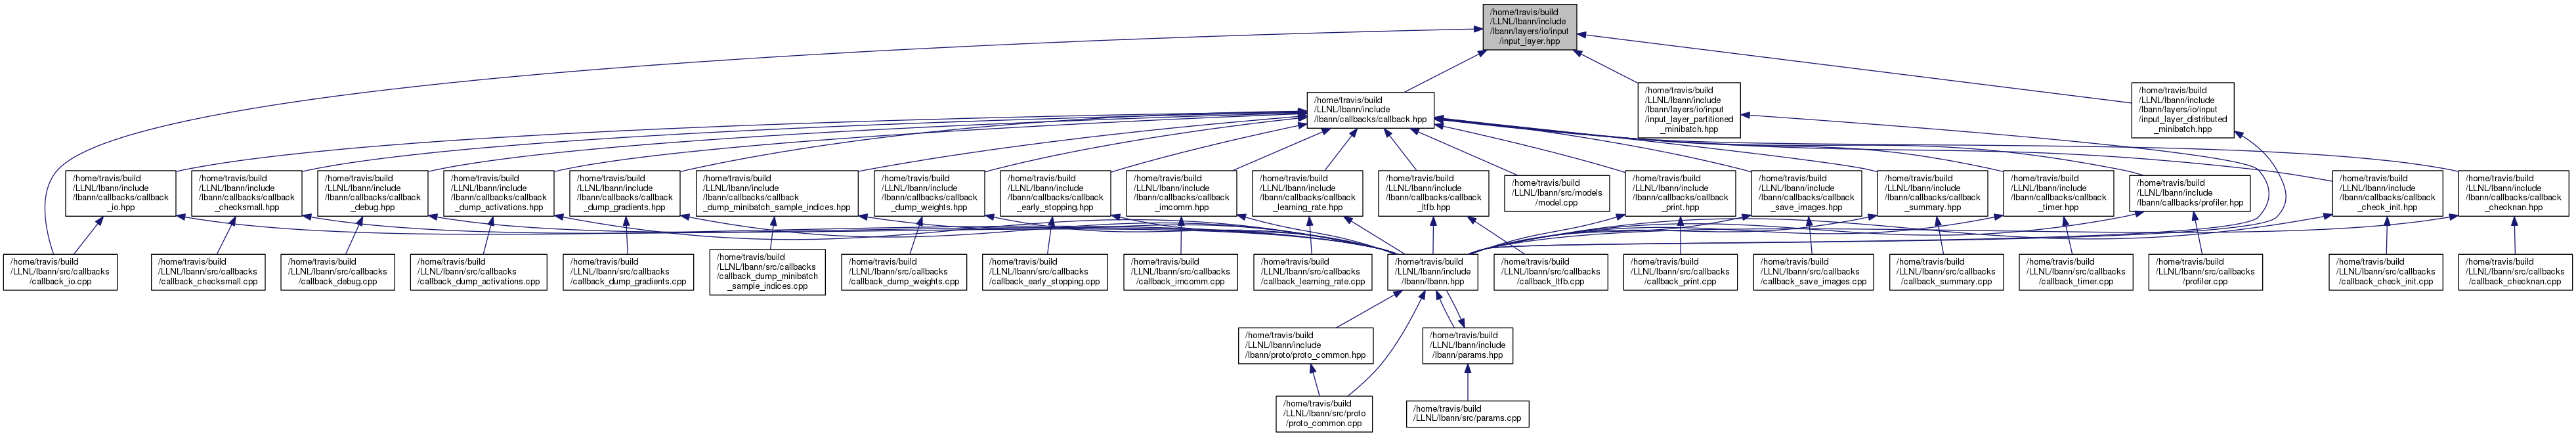 /home/travis/build
/LLNL/lbann/include
/lbann/layers/io/input
/input_layer.hpp
/home/travis/build
/LLNL/lbann/include
/lbann/callbacks/callback.hpp
/home/travis/build
/LLNL/lbann/include
/lbann/layers/io/input
/input_layer_partitioned
_minibatch.hpp
/home/travis/build
/LLNL/lbann/include
/lbann/layers/io/input
/input_layer_distributed
_minibatch.hpp
/home/travis/build
/LLNL/lbann/include
/lbann/callbacks/callback
_io.hpp
/home/travis/build
/LLNL/lbann/include
/lbann/callbacks/callback
_checksmall.hpp
/home/travis/build
/LLNL/lbann/include
/lbann/callbacks/callback
_debug.hpp
/home/travis/build
/LLNL/lbann/include
/lbann/callbacks/callback
_dump_activations.hpp
/home/travis/build
/LLNL/lbann/include
/lbann/callbacks/callback
_dump_gradients.hpp
/home/travis/build
/LLNL/lbann/include
/lbann/callbacks/callback
_dump_minibatch_sample_indices.hpp
/home/travis/build
/LLNL/lbann/include
/lbann/callbacks/callback
_dump_weights.hpp
/home/travis/build
/LLNL/lbann/include
/lbann/callbacks/callback
_early_stopping.hpp
/home/travis/build
/LLNL/lbann/include
/lbann/callbacks/callback
_imcomm.hpp
/home/travis/build
/LLNL/lbann/include
/lbann/callbacks/callback
_learning_rate.hpp
/home/travis/build
/LLNL/lbann/include
/lbann/callbacks/callback
_ltfb.hpp
/home/travis/build
/LLNL/lbann/src/models
/model.cpp
/home/travis/build
/LLNL/lbann/include
/lbann/callbacks/callback
_print.hpp
/home/travis/build
/LLNL/lbann/include
/lbann/callbacks/callback
_save_images.hpp
/home/travis/build
/LLNL/lbann/include
/lbann/callbacks/callback
_summary.hpp
/home/travis/build
/LLNL/lbann/include
/lbann/callbacks/callback
_timer.hpp
/home/travis/build
/LLNL/lbann/include
/lbann/callbacks/profiler.hpp
/home/travis/build
/LLNL/lbann/include
/lbann/callbacks/callback
_check_init.hpp
/home/travis/build
/LLNL/lbann/include
/lbann/callbacks/callback
_checknan.hpp
/home/travis/build
/LLNL/lbann/src/callbacks
/callback_io.cpp
/home/travis/build
/LLNL/lbann/src/callbacks
/callback_checksmall.cpp
/home/travis/build
/LLNL/lbann/src/callbacks
/callback_debug.cpp
/home/travis/build
/LLNL/lbann/src/callbacks
/callback_dump_activations.cpp
/home/travis/build
/LLNL/lbann/src/callbacks
/callback_dump_gradients.cpp
/home/travis/build
/LLNL/lbann/src/callbacks
/callback_dump_minibatch
_sample_indices.cpp
/home/travis/build
/LLNL/lbann/src/callbacks
/callback_dump_weights.cpp
/home/travis/build
/LLNL/lbann/src/callbacks
/callback_early_stopping.cpp
/home/travis/build
/LLNL/lbann/src/callbacks
/callback_imcomm.cpp
/home/travis/build
/LLNL/lbann/src/callbacks
/callback_learning_rate.cpp
/home/travis/build
/LLNL/lbann/include
/lbann/lbann.hpp
/home/travis/build
/LLNL/lbann/src/callbacks
/callback_ltfb.cpp
/home/travis/build
/LLNL/lbann/src/callbacks
/callback_print.cpp
/home/travis/build
/LLNL/lbann/src/callbacks
/callback_save_images.cpp
/home/travis/build
/LLNL/lbann/src/callbacks
/callback_summary.cpp
/home/travis/build
/LLNL/lbann/src/callbacks
/callback_timer.cpp
/home/travis/build
/LLNL/lbann/src/callbacks
/profiler.cpp
/home/travis/build
/LLNL/lbann/src/callbacks
/callback_check_init.cpp
/home/travis/build
/LLNL/lbann/src/callbacks
/callback_checknan.cpp
/home/travis/build
/LLNL/lbann/include
/lbann/proto/proto_common.hpp
/home/travis/build
/LLNL/lbann/include
/lbann/params.hpp
/home/travis/build
/LLNL/lbann/src/proto
/proto_common.cpp
/home/travis/build
/LLNL/lbann/src/params.cpp